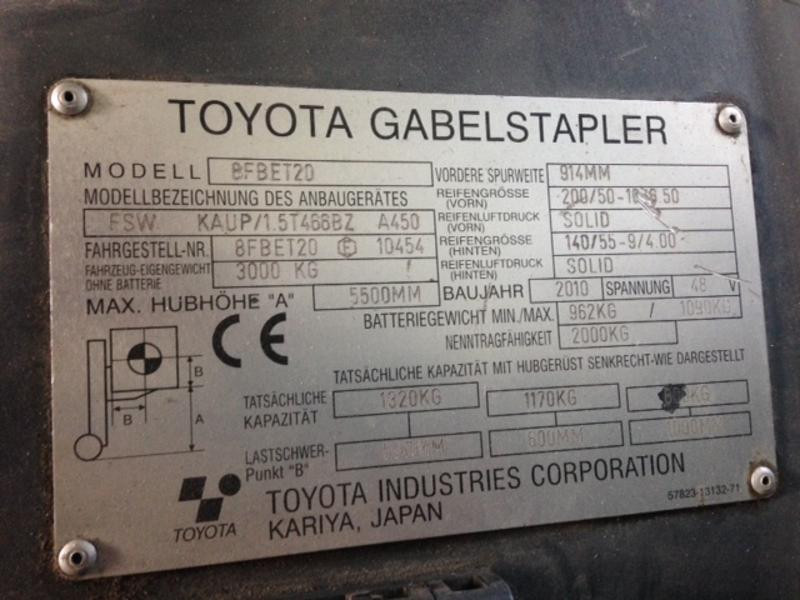 TOYOTA GABELSTAPLER
MODELL 8FBET20 VORDERE SPURWEITE 914MM
MODELLBEZEICHNUNG DES ANBAUGERÄTES REIFENGRÖSSE (VORN)
FSW KAUP/1.5T466BZ A450 REIFENLUFTDRUCK (VORN) SOLID
FAHRGESTELL-NR. 8FBET20 E 10454 REIFENGRÖSSE (HINTEN) 140/55-9/4.00
FAHRZEUG-EIGENGEWICHT OHNE BATTERIE 3000 KG / REIFENLUFTDRUCK (HINTEN) SOLID
MAX. HUBHÖHE "A" 5500MM BAUJAHR 2010 SPANNUNG 48 V
BATTERIEGEWICHT MIN./MAX. 962KG / 1090KG
NENNTRAGFÄHIGKEIT 2000KG
CE
TATSÄCHLICHE KAPAZITÄT MIT HUBGERÜST SENKRECHT-WIE DARGESTELLT
B
B
A
TATSÄCHLICHE KAPAZITÄT 1320KG 1170KG
LASTSCHWER-Punkt "B" 600MM
TOYOTA
TOYOTA INDUSTRIES CORPORATION
KARIYA, JAPAN
57823-13132-71